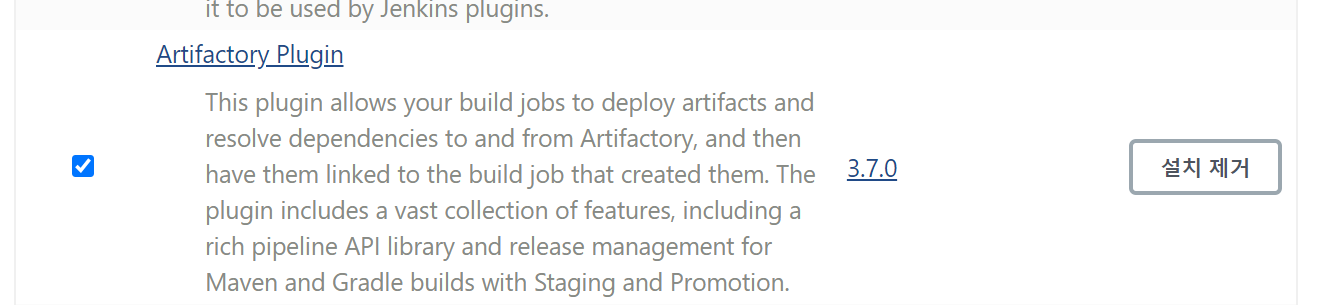 it to be used by Jenkins plugins.
Artifactory Plugin
This plugin allows your build jobs to deploy artifacts and
resolve dependencies to and from Artifactory, and then
have them linked to the build job that created them. The
plugin includes a vast collection of features, including a
rich pipeline API library and release management for
Maven and Gradle builds with Staging and Promotion.
3.7.0
설치 제거